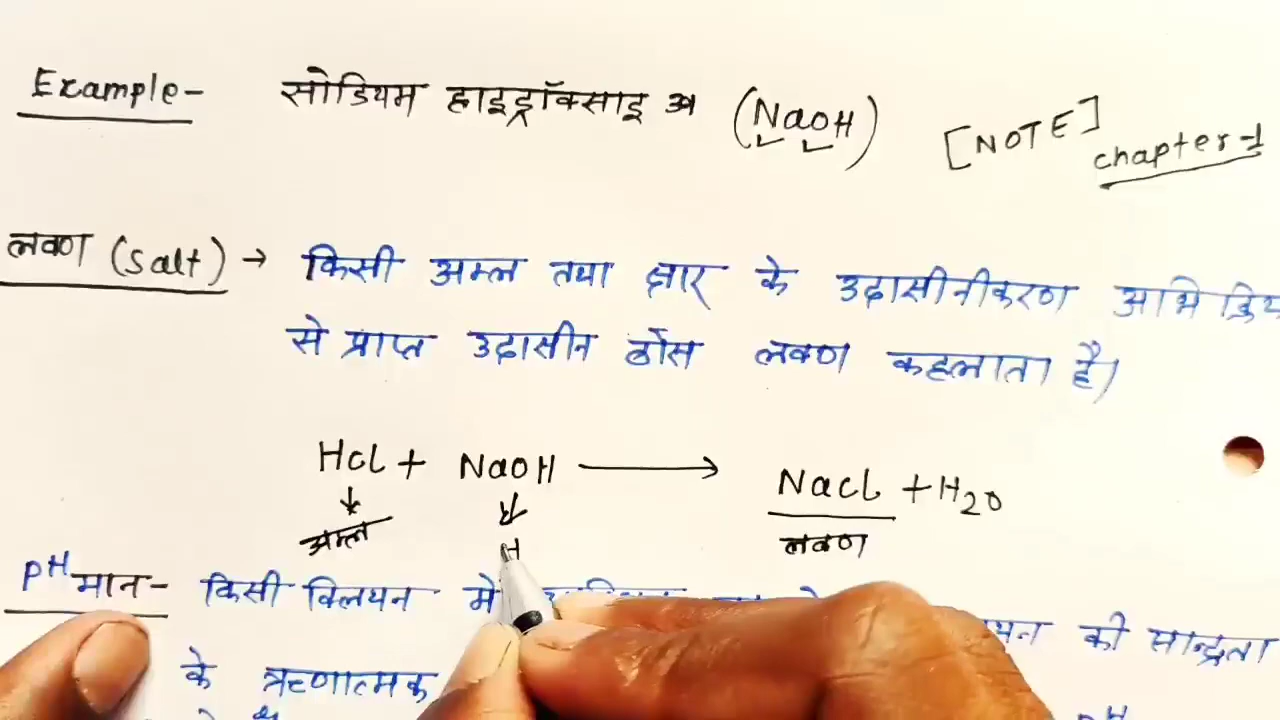 Example- सोडियम हाइड्रॉक्साइड (NaOH)
[NOTE] chapter-1
लवण (Salt) → किसी अम्ल तथा क्षार के उदासीनीकरण
से प्राप्त उदासीन ठोस लवण कहलाता है।
Hcl + NaOH ⟶ Nacl + H2O
अम्ल लवण
pH मान- किसी विलयन में की सान्द्रता
के ऋणात्मक
pH